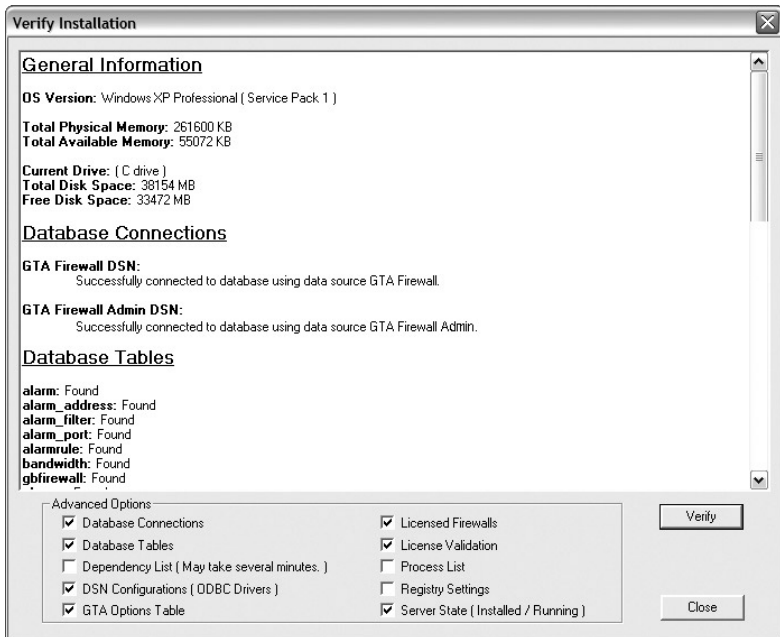 Verify Installation
General Information
OS Version: Windows XP Professional ( Service Pack 1 )
Total Physical Memory: 261600 KB
Total Available Memory: 55072 KB
Current Drive: ( C drive )
Total Disk Space: 38154 MB
Free Disk Space: 33472 MB
Database Connections
GTA Firewall DSN:
Successfully connected to database using data source GTA Firewall.
GTA Firewall Admin DSN:
Successfully connected to database using data source GTA Firewall Admin.
Database Tables
alarm: Found
alarm_address: Found
alarm_filter: Found
alarm_port: Found
alarmrule: Found
bandwidth: Found
gbfirewall: Found
Advanced Options
Database Connections
Database Tables
Dependency List ( May take several minutes. )
DSN Configurations ( ODBC Drivers )
GTA Options Table
Licensed Firewalls
License Validation
Process List
Registry Settings
Server State ( Installed / Running )
Verify
Close